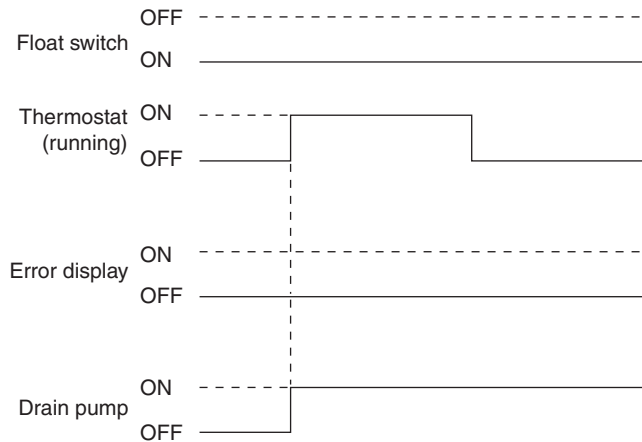 OFF
Float switch
ON
Thermostat ON
(running)
OFF
ON
Error display
OFF
ON
Drain pump
OFF